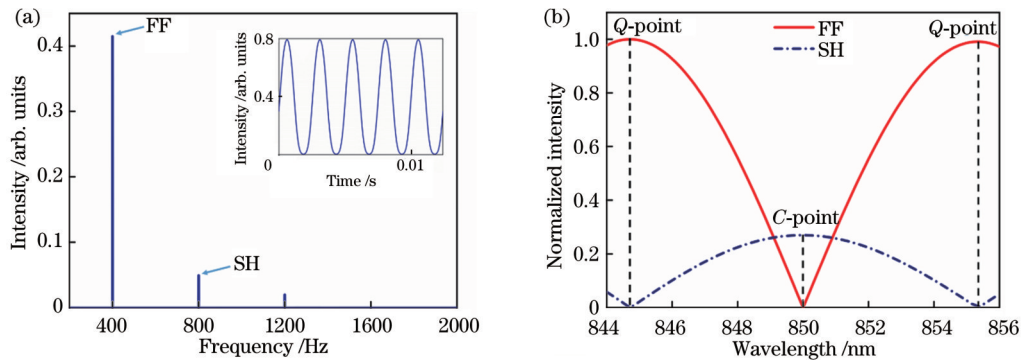 (a)
FF
SH
Intensity /arb. units
0.4
0.3
0.2
0.1
0
400
800
1200
1600
2000
Frequency /Hz
Intensity /arb. units
0.8
0.4
0
0.01
Time /s
(b)
Q-point
FF
SH
Q-point
C-point
Normalized intensity
1.0
0.8
0.6
0.4
0.2
0
844
846
848
850
852
854
856
Wavelength /nm